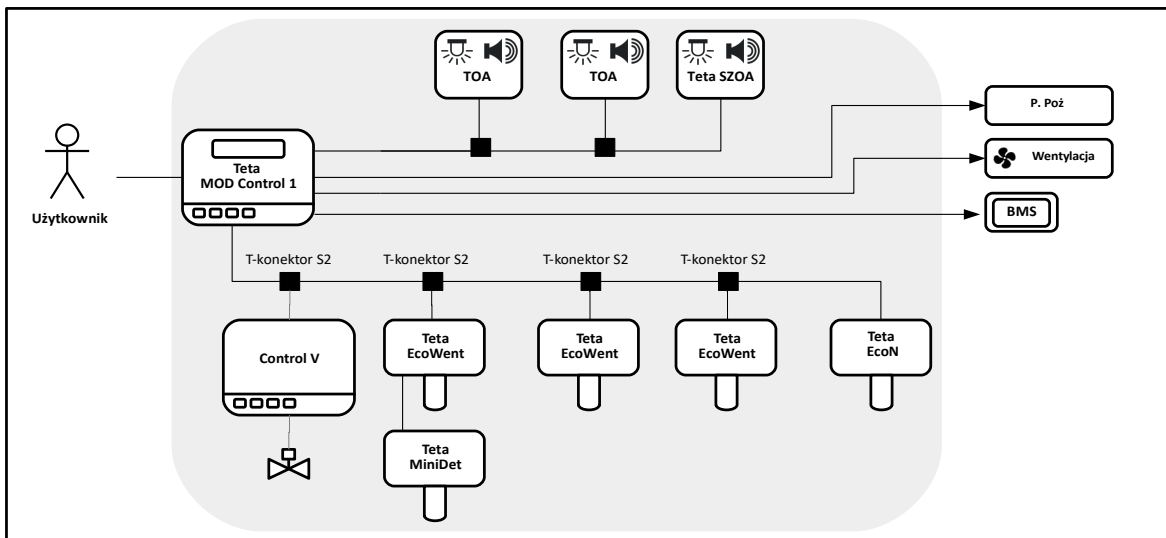 TOA
TOA
Teta SZOA
P. Poż
Wentylacja
BMS
Teta
MOD Control 1
Użytkownik
T-konektor S2
T-konektor S2
T-konektor S2
T-konektor S2
Control V
Teta
EcoWent
Teta
EcoWent
Teta
EcoWent
Teta
EcoN
Teta
MiniDet